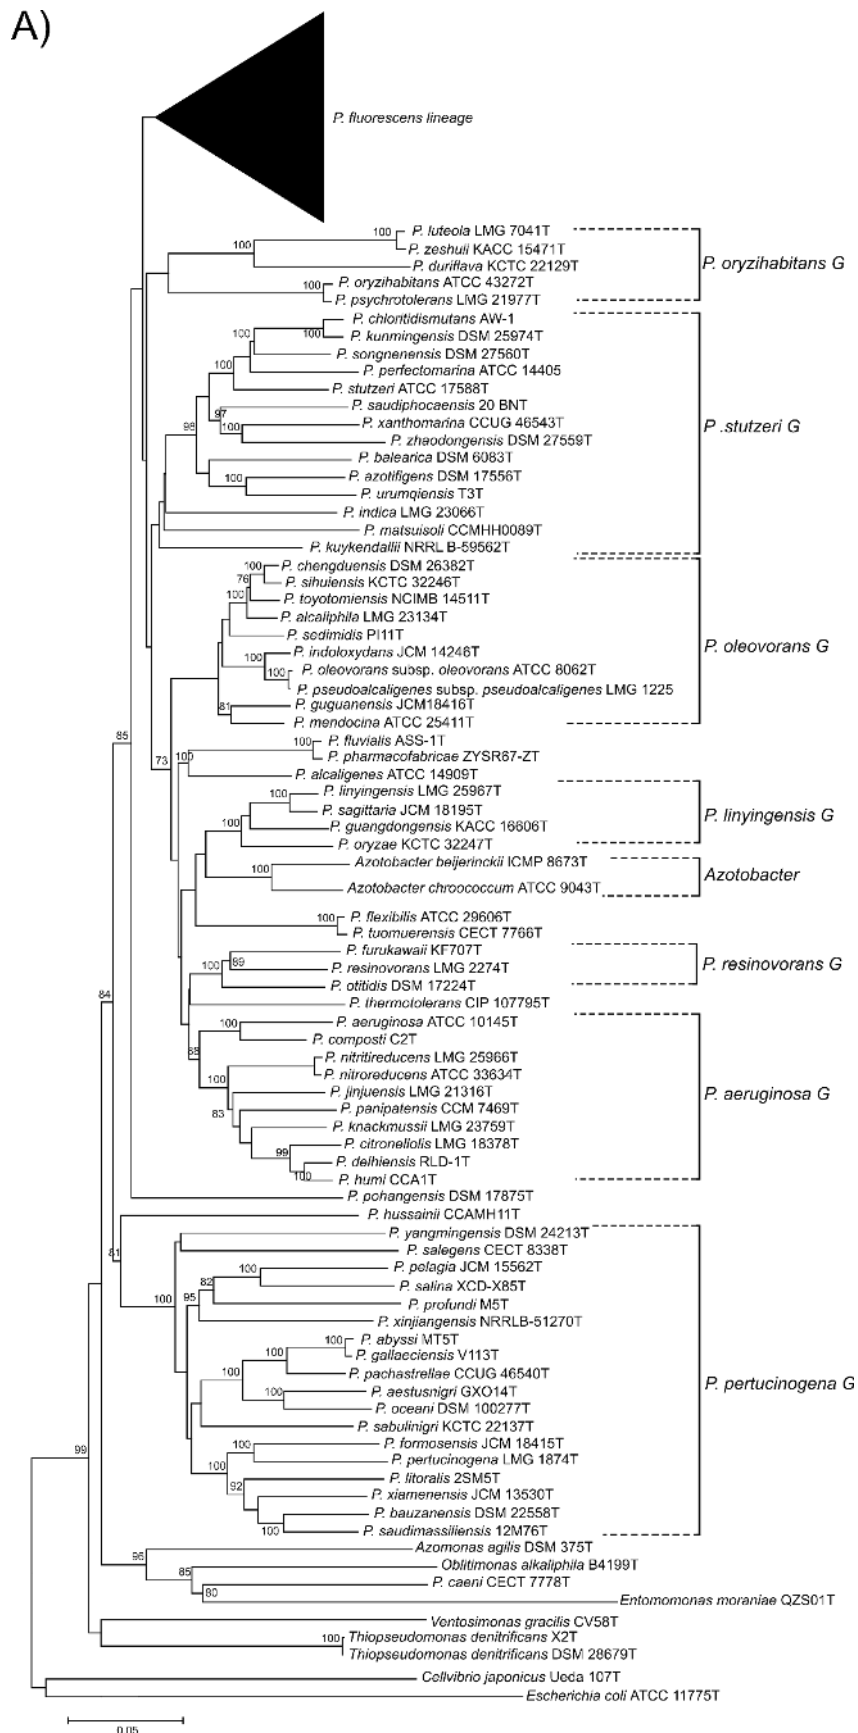 A)
P. fluorescens lineage
100 P. luteola LMG 7041T
100 P. zeshuli KACC 15471T
P. duriflava KCTC 22129T
P. oryzihabitans G
100 P. oryzihabitans ATCC 43272T
P. psychrotolerans LMG 21977T
P. chloritidismutans AW-1
100 100 P. kunmingensis DSM 25974T
P. songnenensis DSM 27560T
100 P. perfectomarina ATCC 14405
P. stutzeri ATCC 17588T
P. saudiphocaensis 20 BNT
97 P. xanthomarina CCUG 46543T
P .stutzeri G
98 100 P. zhaodongensis DSM 27559T
P. balearica DSM 6083T
100 P. azotifigens DSM 17556T
P. urumqiensis T3T
P. indica LMG 23066T
P. matsuisoli CCMHH0089T
P. kuykendallii NRRL B-59562T
100 P. chengduensis DSM 26382T
76 P. sihuiensis KCTC 32246T
100 P. toyotomiensis NCIMB 14511T
P. alcaliphila LMG 23134T
P. sedimidis PI11T
P. oleovorans G
P. indoloxydans JCM 14246T
100 P. oleovorans subsp. oleovorans ATCC 8062T
100 P. pseudoalcaligenes subsp. pseudoalcaligenes LMG 1225
81 P. guguanensis JCM18416T
P. mendocina ATCC 25411T
85
100 P. fluvialis ASS-1T
73 100 P. pharmacofabricae ZYSR67-ZT
P. alcaligenes ATCC 14909T
100 P. linyingensis LMG 25967T
P. sagittaria JCM 18195T
P. linyingensis G
100 P. guangdongensis KACC 16606T
P. oryzae KCTC 32247T
100 Azotobacter beijerinckii ICMP 8673T
Azotobacter
Azotobacter chroococcum ATCC 9043T
100 P. flexibilis ATCC 29606T
P. tuomuerensis CECT 7766T
P. furukawaii KF707T
89
100 P. resinovorans LMG 2274T
P. resinovorans G
P. otitidis DSM 17224T
84
P. thermotolerans CIP 107795T
100 P. aeruginosa ATCC 10145T
P. composti C2T
88
100 P. nitritireducens LMG 25966T
100 P. nitroreducens ATCC 33634T
P. jinjuensis LMG 21316T
P. aeruginosa G
83 P. panipatensis CCM 7469T
P. knackmussii LMG 23759T
99 P. citronellolis LMG 18378T
P. delhiensis RLD-1T
100 P. humi CCA1T
P. pohangensis DSM 17875T
P. hussainii CCAMH11T
81
P. yangmingensis DSM 24213T
P. salegens CECT 8338T
100 P. pelagia JCM 15562T
82 P. salina XCD-X85T
100 95 P. profundi M5T
P. xinjiangensis NRRLB-51270T
100 P. abyssi MT5T
100 P. gallaeciensis V113T
100 P. pachastrellae CCUG 46540T
P. pertucinogena G
100 P. aestusnigri GXO14T
P. oceani DSM 100277T
P. sabulinigri KCTC 22137T
99
100 P. formosensis JCM 18415T
100 P. pertucinogena LMG 1874T
92 P. litoralis 2SM5T
P. xiamenensis JCM 13530T
P. bauzanensis DSM 22558T
100 P. saudimassiliensis 12M76T
96 Azomonas agilis DSM 375T
85 Oblitimonas alkaliphila B4199T
P. caeni CECT 7778T
80
Entomomonas moraniae QZS01T
Ventosimonas gracilis CV58T
100 Thiopseudomonas denitrificans X2T
Thiopseudomonas denitrificans DSM 28679T
Cellvibrio japonicus Ueda 107T
Escherichia coli ATCC 11775T
0.05